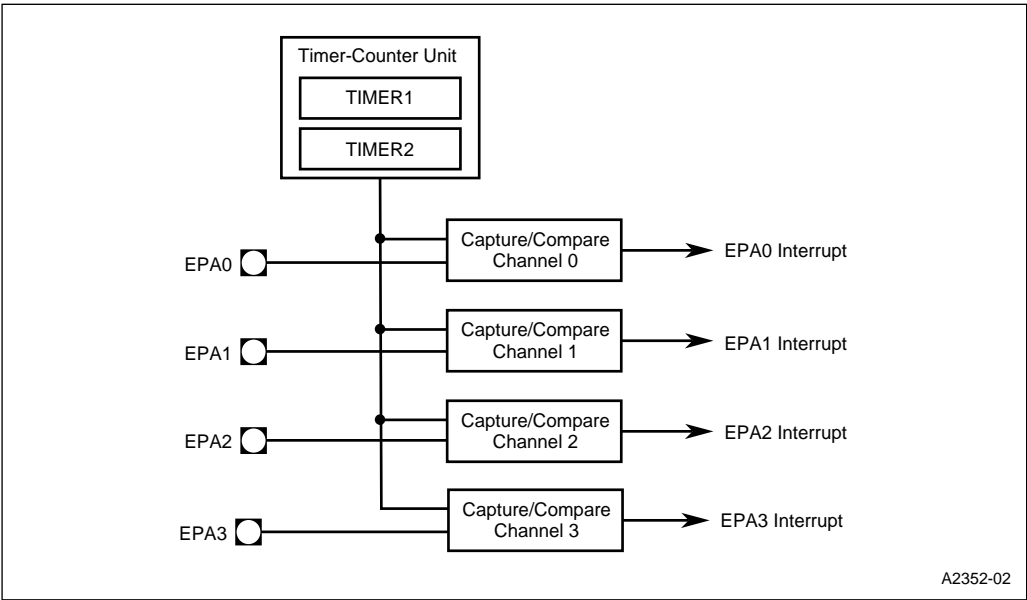 Timer-Counter Unit
TIMER1
TIMER2
EPA0
Capture/Compare
Channel 0
EPA0 Interrupt
EPA1
Capture/Compare
Channel 1
EPA1 Interrupt
EPA2
Capture/Compare
Channel 2
EPA2 Interrupt
EPA3
Capture/Compare
Channel 3
EPA3 Interrupt
A2352-02